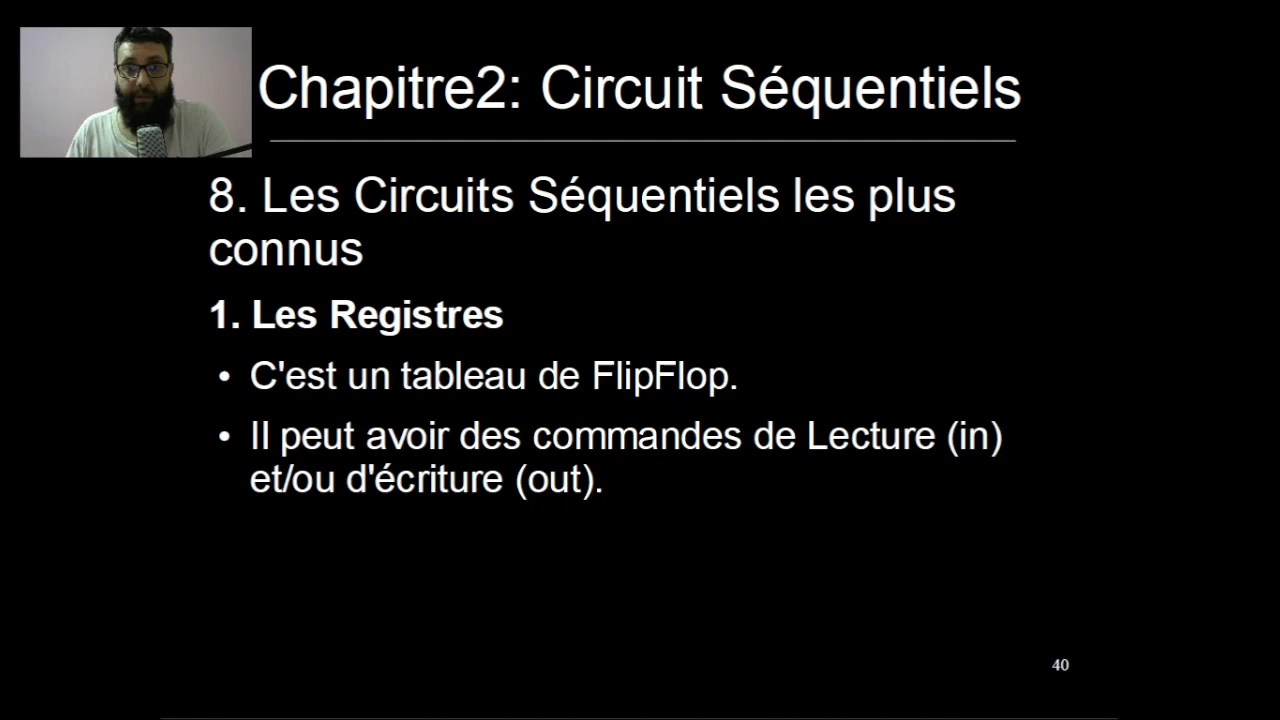 Chapitre2: Circuit Séquentiels
8. Les Circuits Séquentiels les plus
connus
1. Les Registres
• C'est un tableau de FlipFlop.
• Il peut avoir des commandes de Lecture (in)
et/ou d'écriture (out).
40